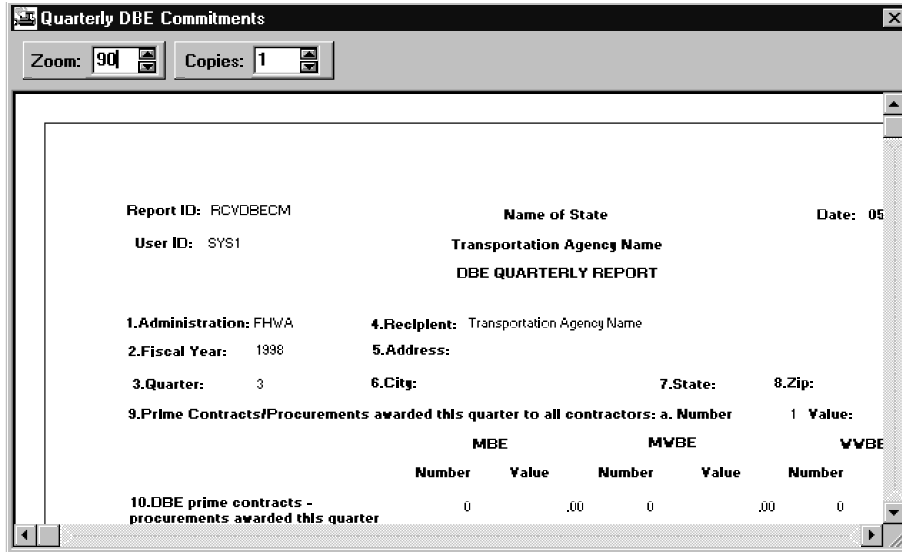 Quarterly DBE Commitments
Zoom: 90 Copies: 1
Report ID: RCVDBECM Name of State Date: 05
User ID: SYS1 Transportation Agency Name
DBE QUARTERLY REPORT
1.Administration: FHWA 4.Recipient: Transportation Agency Name
2.Fiscal Year: 1998 5.Address:
3.Quarter: 3 6.City: 7.State: 8.Zip:
9.Prime Contracts/Procurements awarded this quarter to all contractors: a. Number 1 Value:
MBE MWBE WBE
Number Value Number Value Number
10.DBE prime contracts - 0 .00 0 .00 0
procurements awarded this quarter